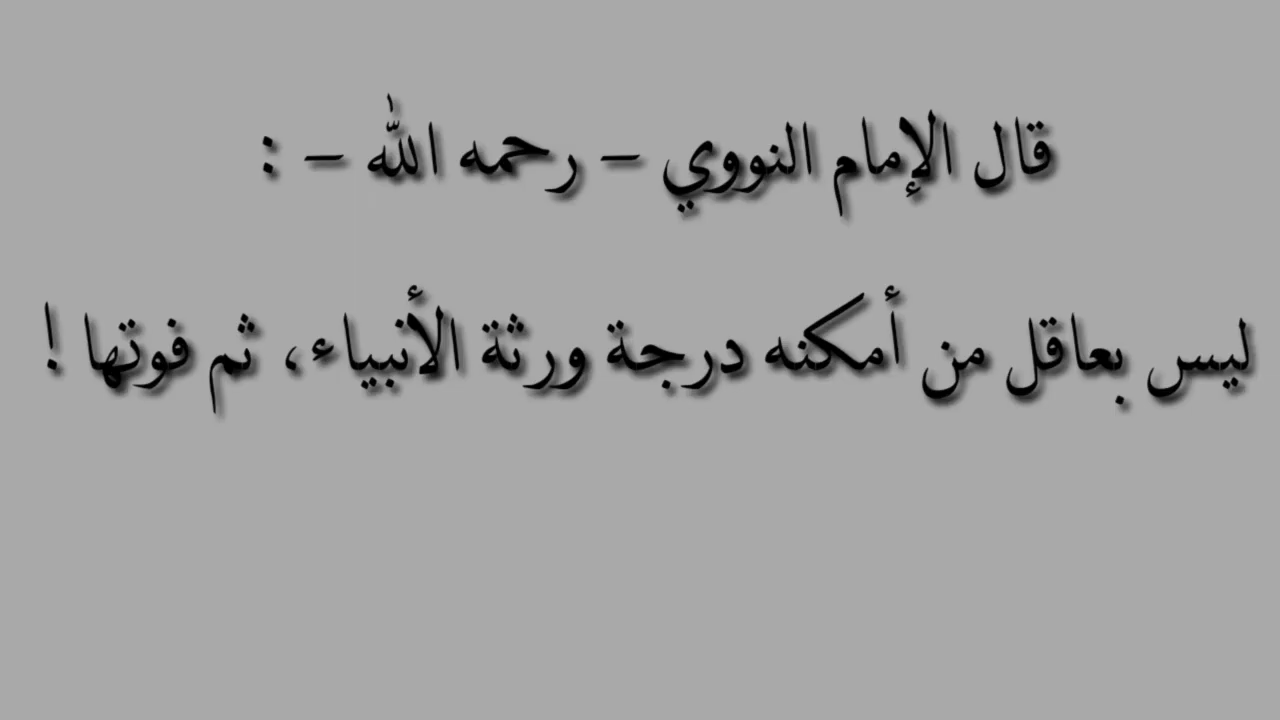 قال الإمام النووي – رحمه الله – :
ليس بعاقل من أمكنه درجة ورثة الأنبياء، ثم فوتها !